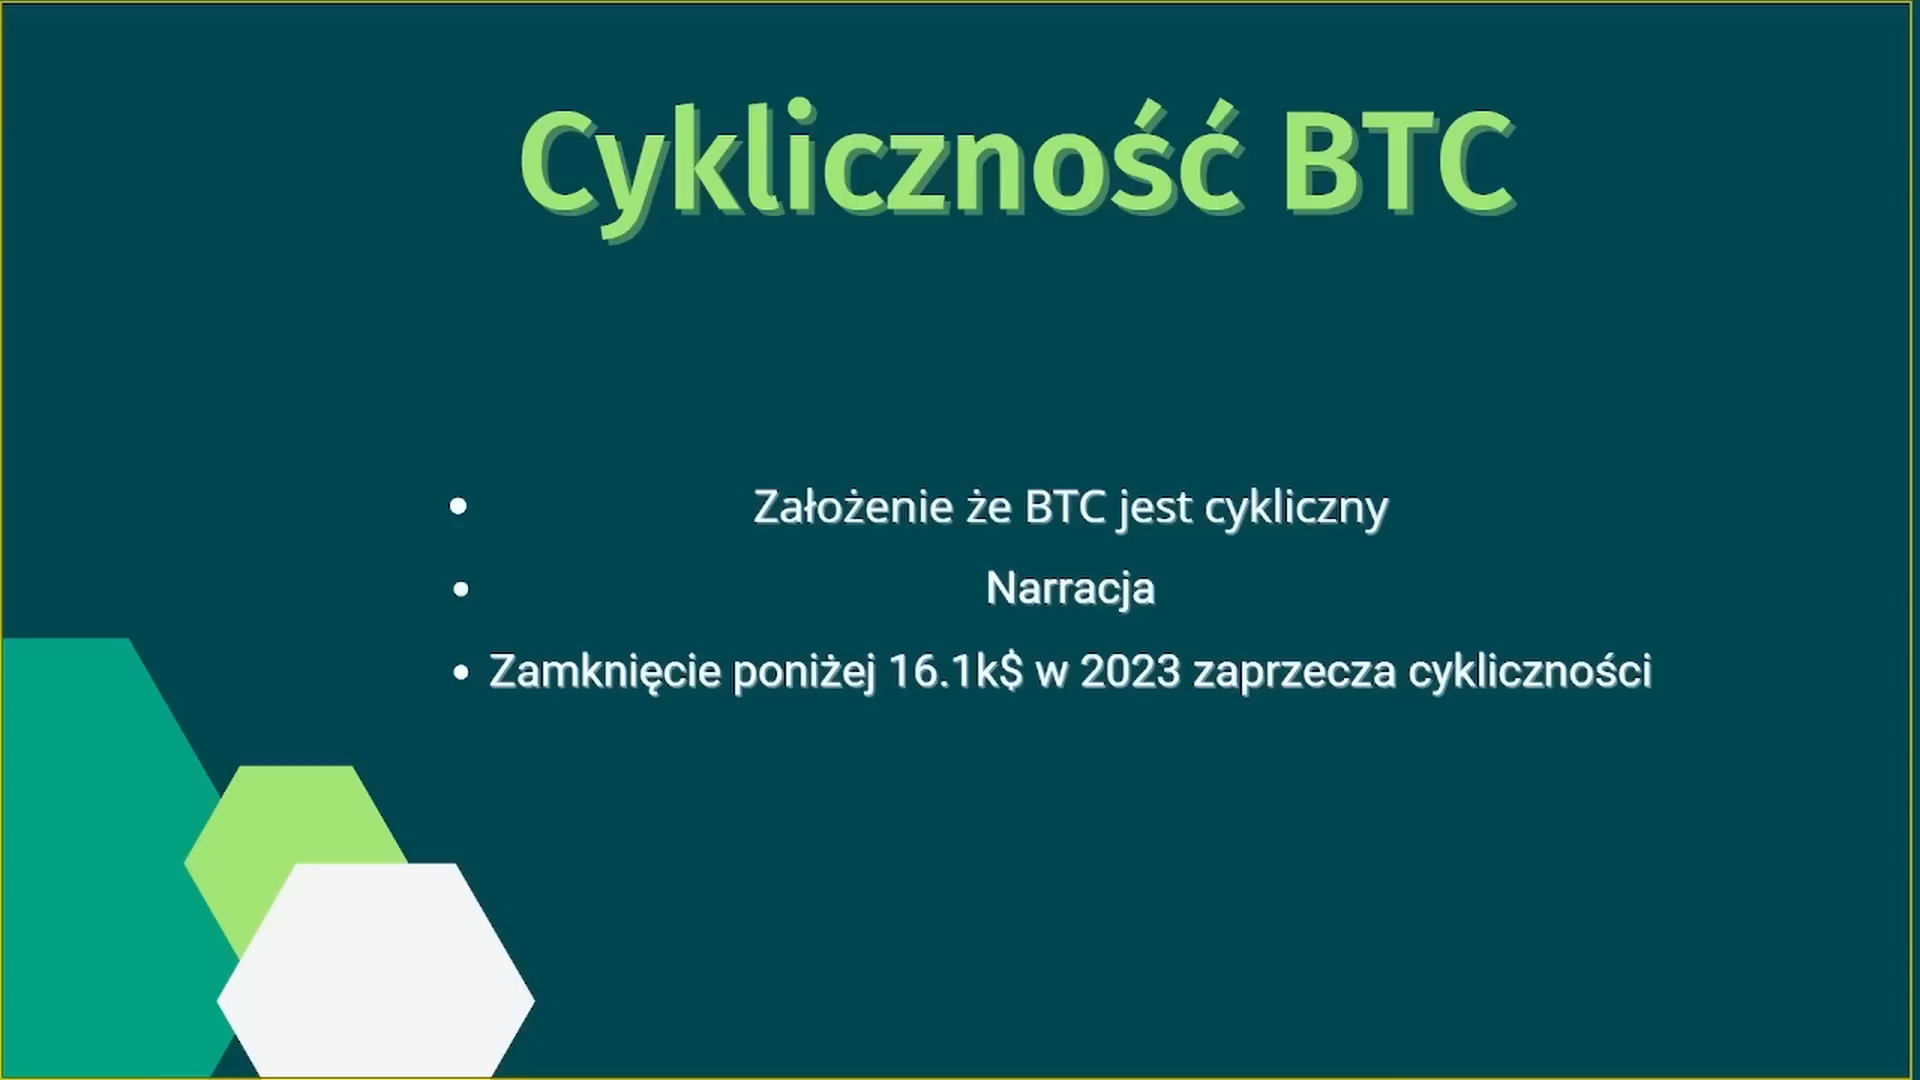 Cykliczność BTC
Założenie że BTC jest cykliczny
Narracja
Zamknięcie poniżej 16.1k$ w 2023 zaprzecza cykliczności